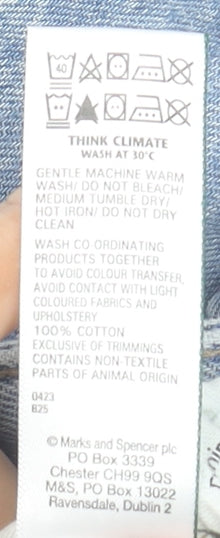 40
THINK CLIMATE
WASH AT 30°C
GENTLE MACHINE WARM
WASH/ DO NOT BLEACH/
MEDIUM TUMBLE DRY/
HOT IRON/ DO NOT DRY
CLEAN
WASH CO ORDINATING
PRODUCTS TOGETHER
TO AVOID COLOUR TRANSFER.
AVOID CONTACT WITH LIGHT
COLOURED FABRICS AND
UPHOLSTERY
100% COTTON
EXCLUSIVE OF TRIMMINGS
CONTAINS NON-TEXTILE
PARTS OF ANIMAL ORIGIN
0423
825
© Marks and Spencer plc
PO Box 3339
Chester CH99 9QS
M&S, PO Box 13022
Ravensdale, Dublin 2